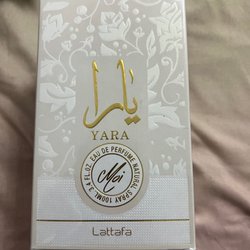 يارا
YARA
Moi
3.4 FL.OZ. EAU DE PERFUME NATURAL SPRAY 100ML
Lattafa